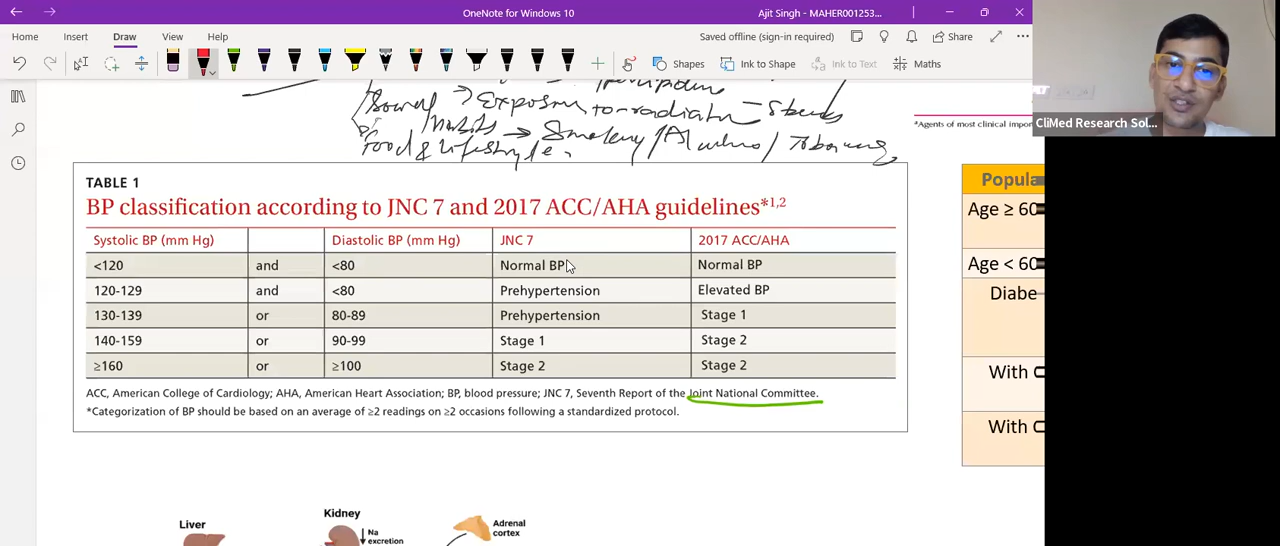 OneNote for Windows 10
Ajit Singh - MAHER001253...
Home Insert Draw View Help
Saved offline (sign-in required)
Share
Shapes
Ink to Shape
Ink to Text
Maths
→ Exposure to radiation - Stress
Habits → Smoking /
Food & lifestyle
*Agents of most clinical impor
CliMed Research Sol...
TABLE 1
BP classification according to JNC 7 and 2017 ACC/AHA guidelines*1,2
Systolic BP (mm Hg) Diastolic BP (mm Hg) JNC 7 2017 ACC/AHA
<120 and <80 Normal BP Normal BP
120-129 and <80 Prehypertension Elevated BP
130-139 or 80-89 Prehypertension Stage 1
140-159 or 90-99 Stage 1 Stage 2
≥160 or ≥100 Stage 2 Stage 2
ACC, American College of Cardiology; AHA, American Heart Association; BP, blood pressure; JNC 7, Seventh Report of the Joint National Committee.
*Categorization of BP should be based on an average of ≥2 readings on ≥2 occasions following a standardized protocol.
Popula
Age ≥ 60
Age < 60
Diabe
With
With
Liver
Kidney
Na
excretion
Adrenal
cortex